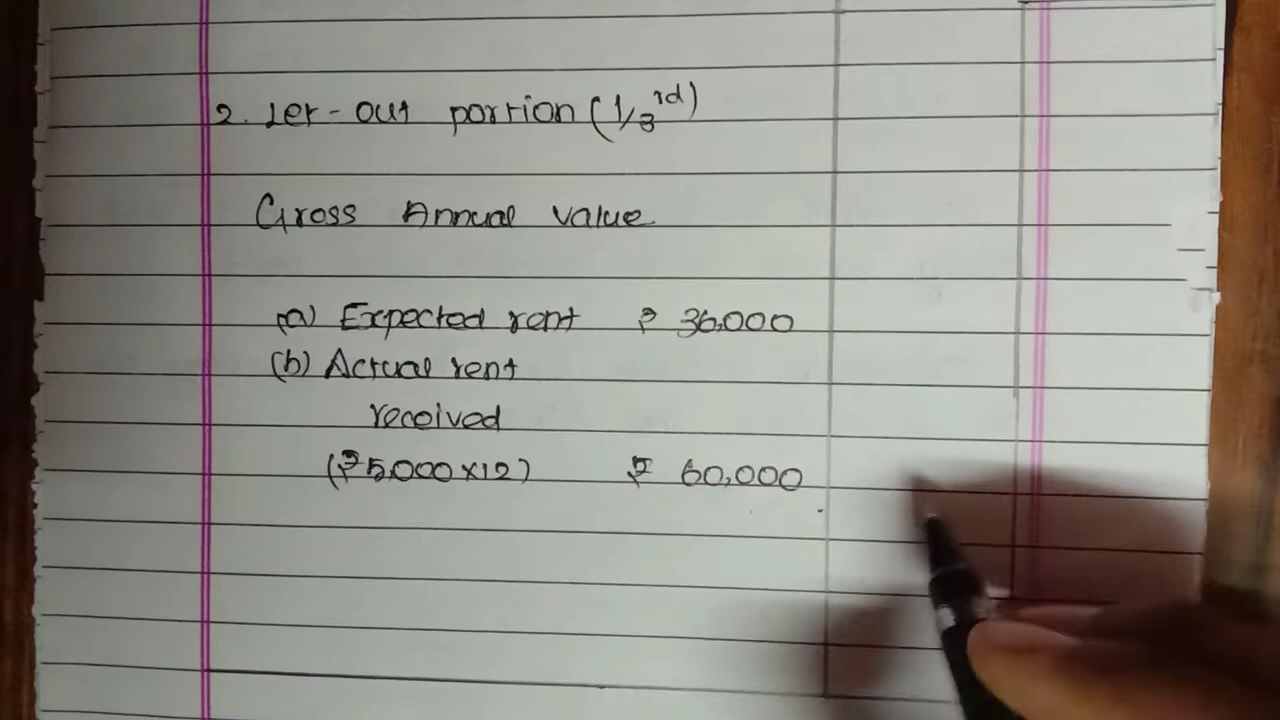 2. Let-out portion (1/3rd)
Gross Annual value
(a) Expected rent ₹ 36,000
(b) Actual rent
received
(₹5,000×12) ₹ 60,000